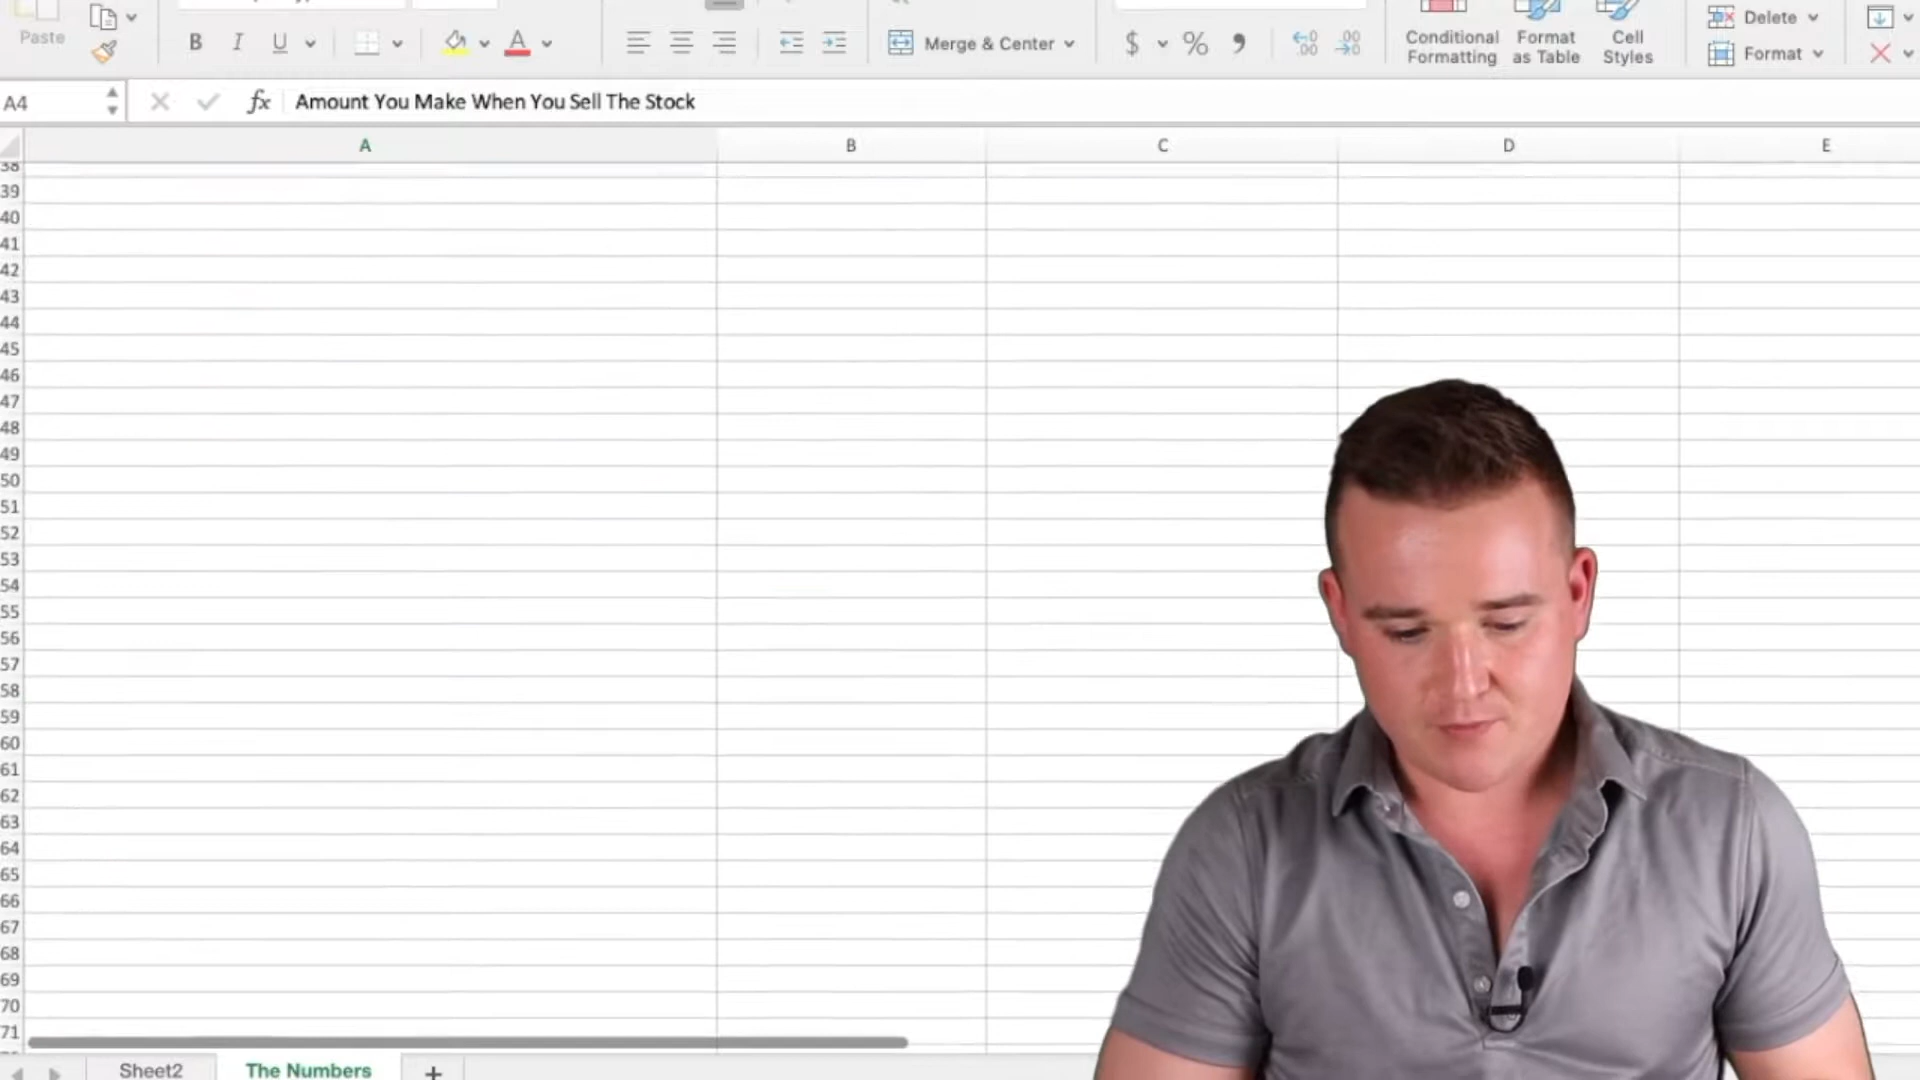 Paste
B I U
A
Merge & Center
$ % ,
.00 .00
Conditional Formatting
Format as Table
Cell Styles
Delete
Format
A4
fx Amount You Make When You Sell The Stock
A B C D E
38
39
40
41
42
43
44
45
46
47
48
49
50
51
52
53
54
55
56
57
58
59
60
61
62
63
64
65
66
67
68
69
70
71
Sheet2 The Numbers +